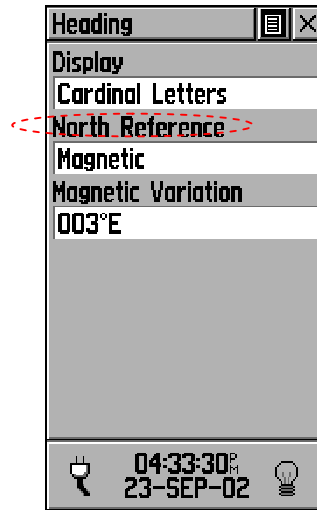 Heading
Display
Cardinal Letters
North Reference
Magnetic
Magnetic Variation
003°E
04:33:30PM
23-SEP-02